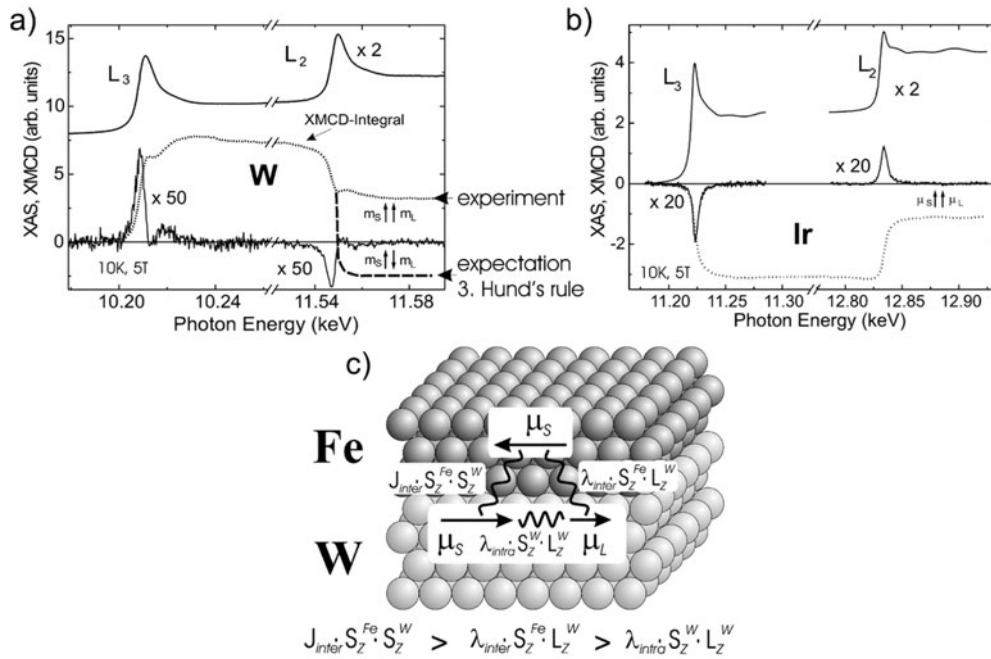 a)
XAS, XMCD (arb. units)
15
10
5
0
L₃
L₂
x 2
XMCD-Integral
W
x 50
x 50
10K, 5T
mS ↑↑ mL
mS ↑↓ mL
experiment
expectation
3. Hund's rule
10.20 10.24 11.54 11.58
Photon Energy (keV)
b)
XAS, XMCD (arb. units)
4
2
0
-2
L₃
L₂
x 2
x 20
x 20
μS ↑↑ μL
Ir
10K, 5T
11.20 11.25 11.30 12.80 12.85 12.90
Photon Energy (keV)
c)
Fe
μS
Jinter·SzFe·SzW
λinter·SzFe·LzW
W
μS λintra·SzW·LzW μL
Jinter·SzFe·SzW > λinter·SzFe·LzW > λintra·SzW·LzW